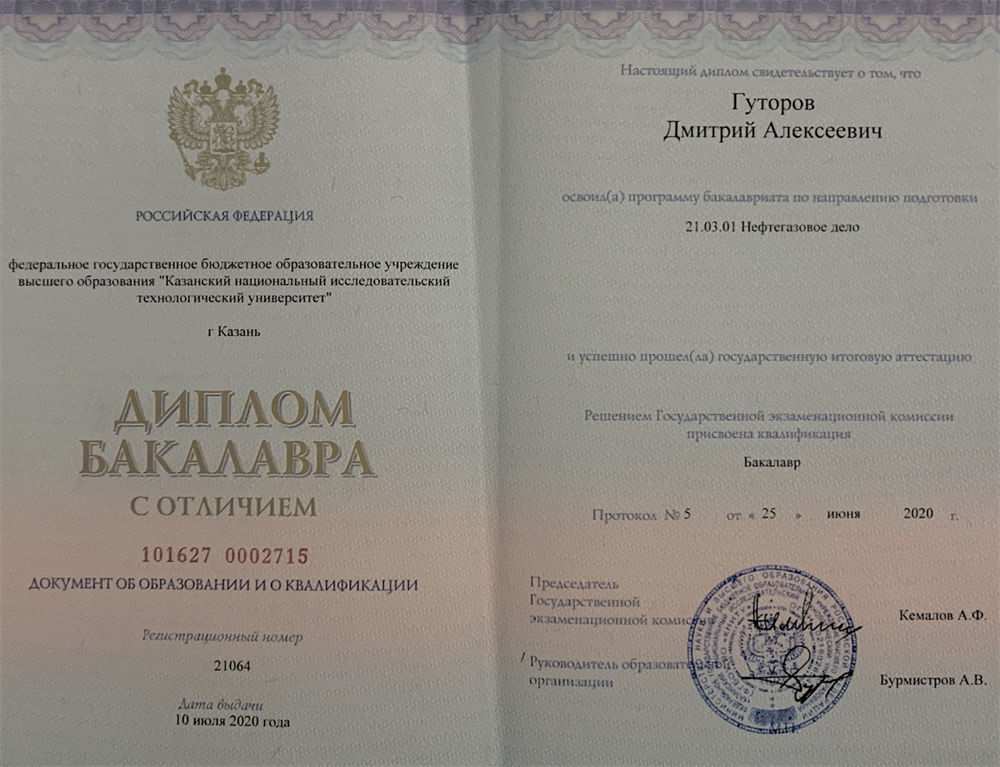 РОССИЙСКАЯ ФЕДЕРАЦИЯ
федеральное государственное бюджетное образовательное учреждение
высшего образования "Казанский национальный исследовательский
технологический университет"
г Казань
ДИПЛОМ
БАКАЛАВРА
С ОТЛИЧИЕМ
101627 0002715
ДОКУМЕНТ ОБ ОБРАЗОВАНИИ И О КВАЛИФИКАЦИИ
Регистрационный номер
21064
Дата выдачи
10 июля 2020 года
Настоящий диплом свидетельствует о том, что
Гуторов
Дмитрий Алексеевич
освоил(а) программу бакалавриата по направлению подготовки
21.03.01 Нефтегазовое дело
и успешно прошел(ла) государственную итоговую аттестацию
Решением Государственной экзаменационной комиссии
присвоена квалификация
Бакалавр
Протокол № 5 от « 25 » июня 2020 г.
Председатель
Государственной
экзаменационной комиссии
Кемалов А.Ф.
/ Руководитель образовательной
организации
Бурмистров А.В.
М.П.